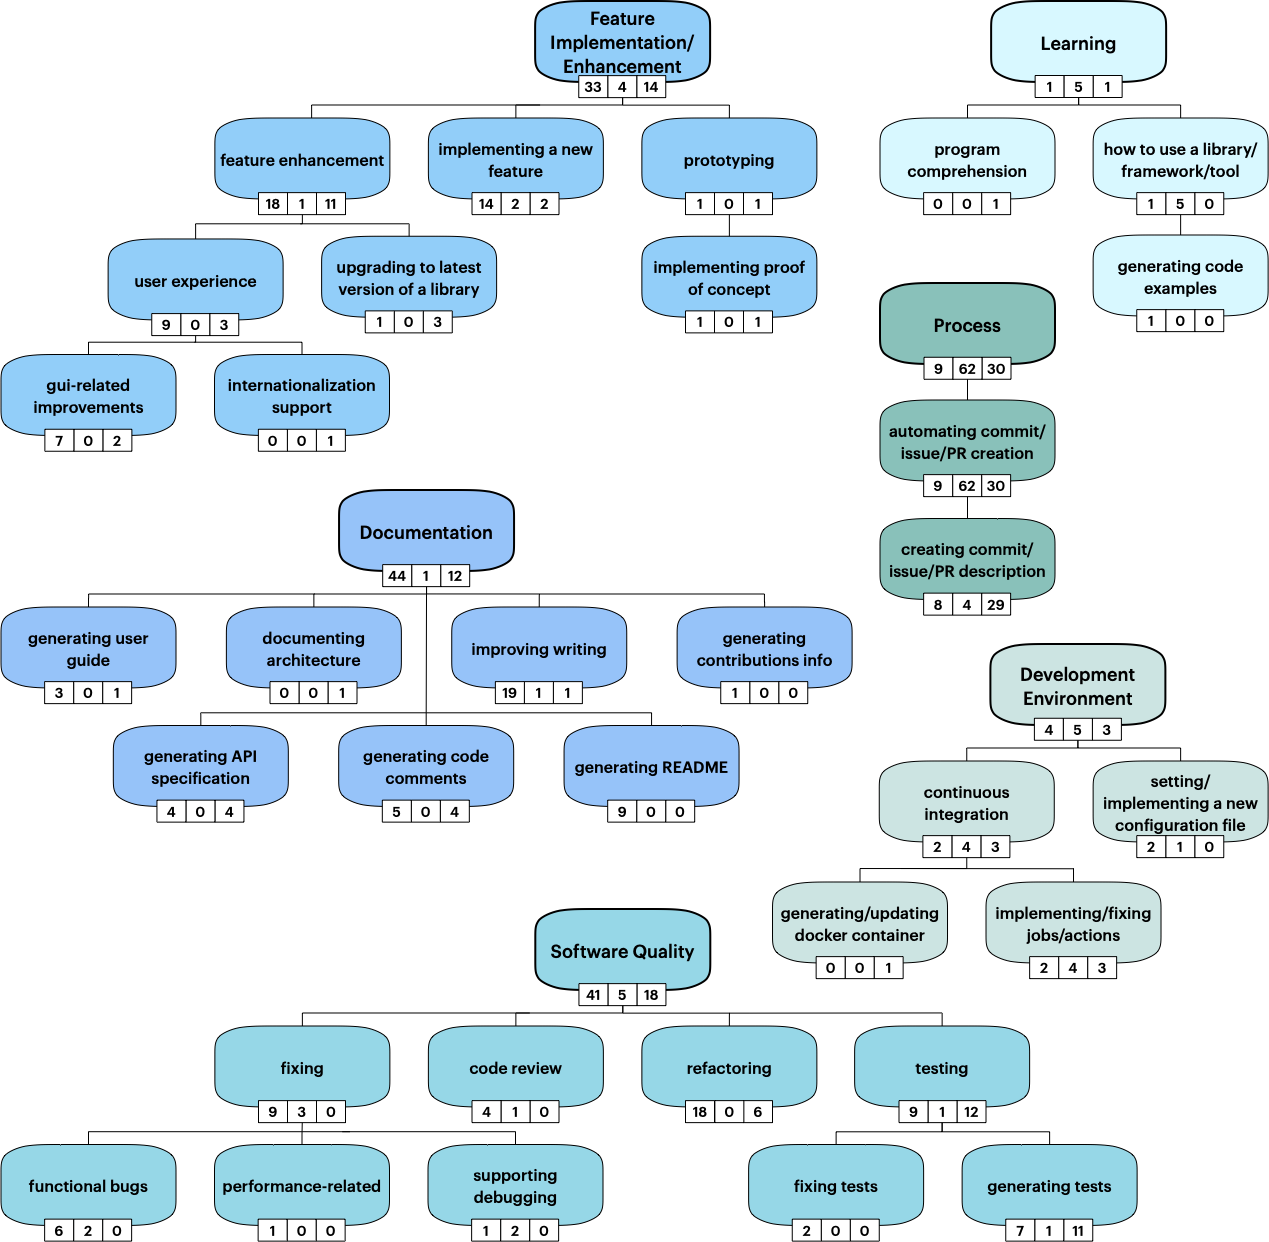 Feature
Implementation/
Enhancement
33 4 14
feature enhancement
18 1 11
implementing a new
feature
14 2 2
prototyping
1 0 1
user experience
9 0 3
upgrading to latest
version of a library
1 0 3
implementing proof
of concept
1 0 1
gui-related
improvements
7 0 2
internationalization
support
0 0 1
Learning
1 5 1
program
comprehension
0 0 1
how to use a library/
framework/tool
1 5 0
generating code
examples
1 0 0
Process
9 62 30
automating commit/
issue/PR creation
9 62 30
creating commit/
issue/PR description
8 4 29
Documentation
44 1 12
generating user
guide
3 0 1
documenting
architecture
0 0 1
improving writing
19 1 1
generating
contributions info
1 0 0
generating API
specification
4 0 4
generating code
comments
5 0 4
generating README
9 0 0
Development
Environment
4 5 3
continuous
integration
2 4 3
setting/
implementing a new
configuration file
2 1 0
generating/updating
docker container
0 0 1
implementing/fixing
jobs/actions
2 4 3
Software Quality
41 5 18
fixing
9 3 0
code review
4 1 0
refactoring
18 0 6
testing
9 1 12
functional bugs
6 2 0
performance-related
1 0 0
supporting
debugging
1 2 0
fixing tests
2 0 0
generating tests
7 1 11